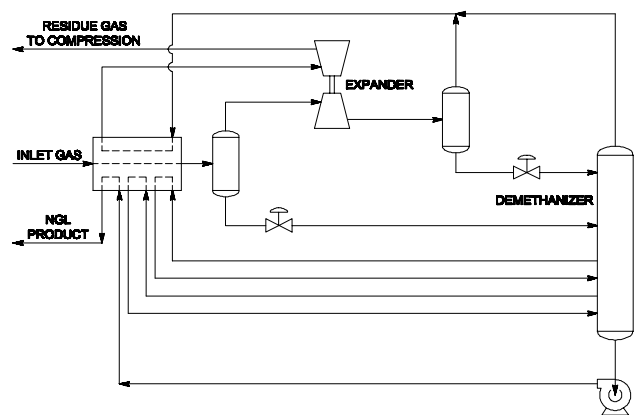 RESIDUE GAS
TO COMPRESSION
EXPANDER
INLET GAS
DEMETHANIZER
NGL
PRODUCT